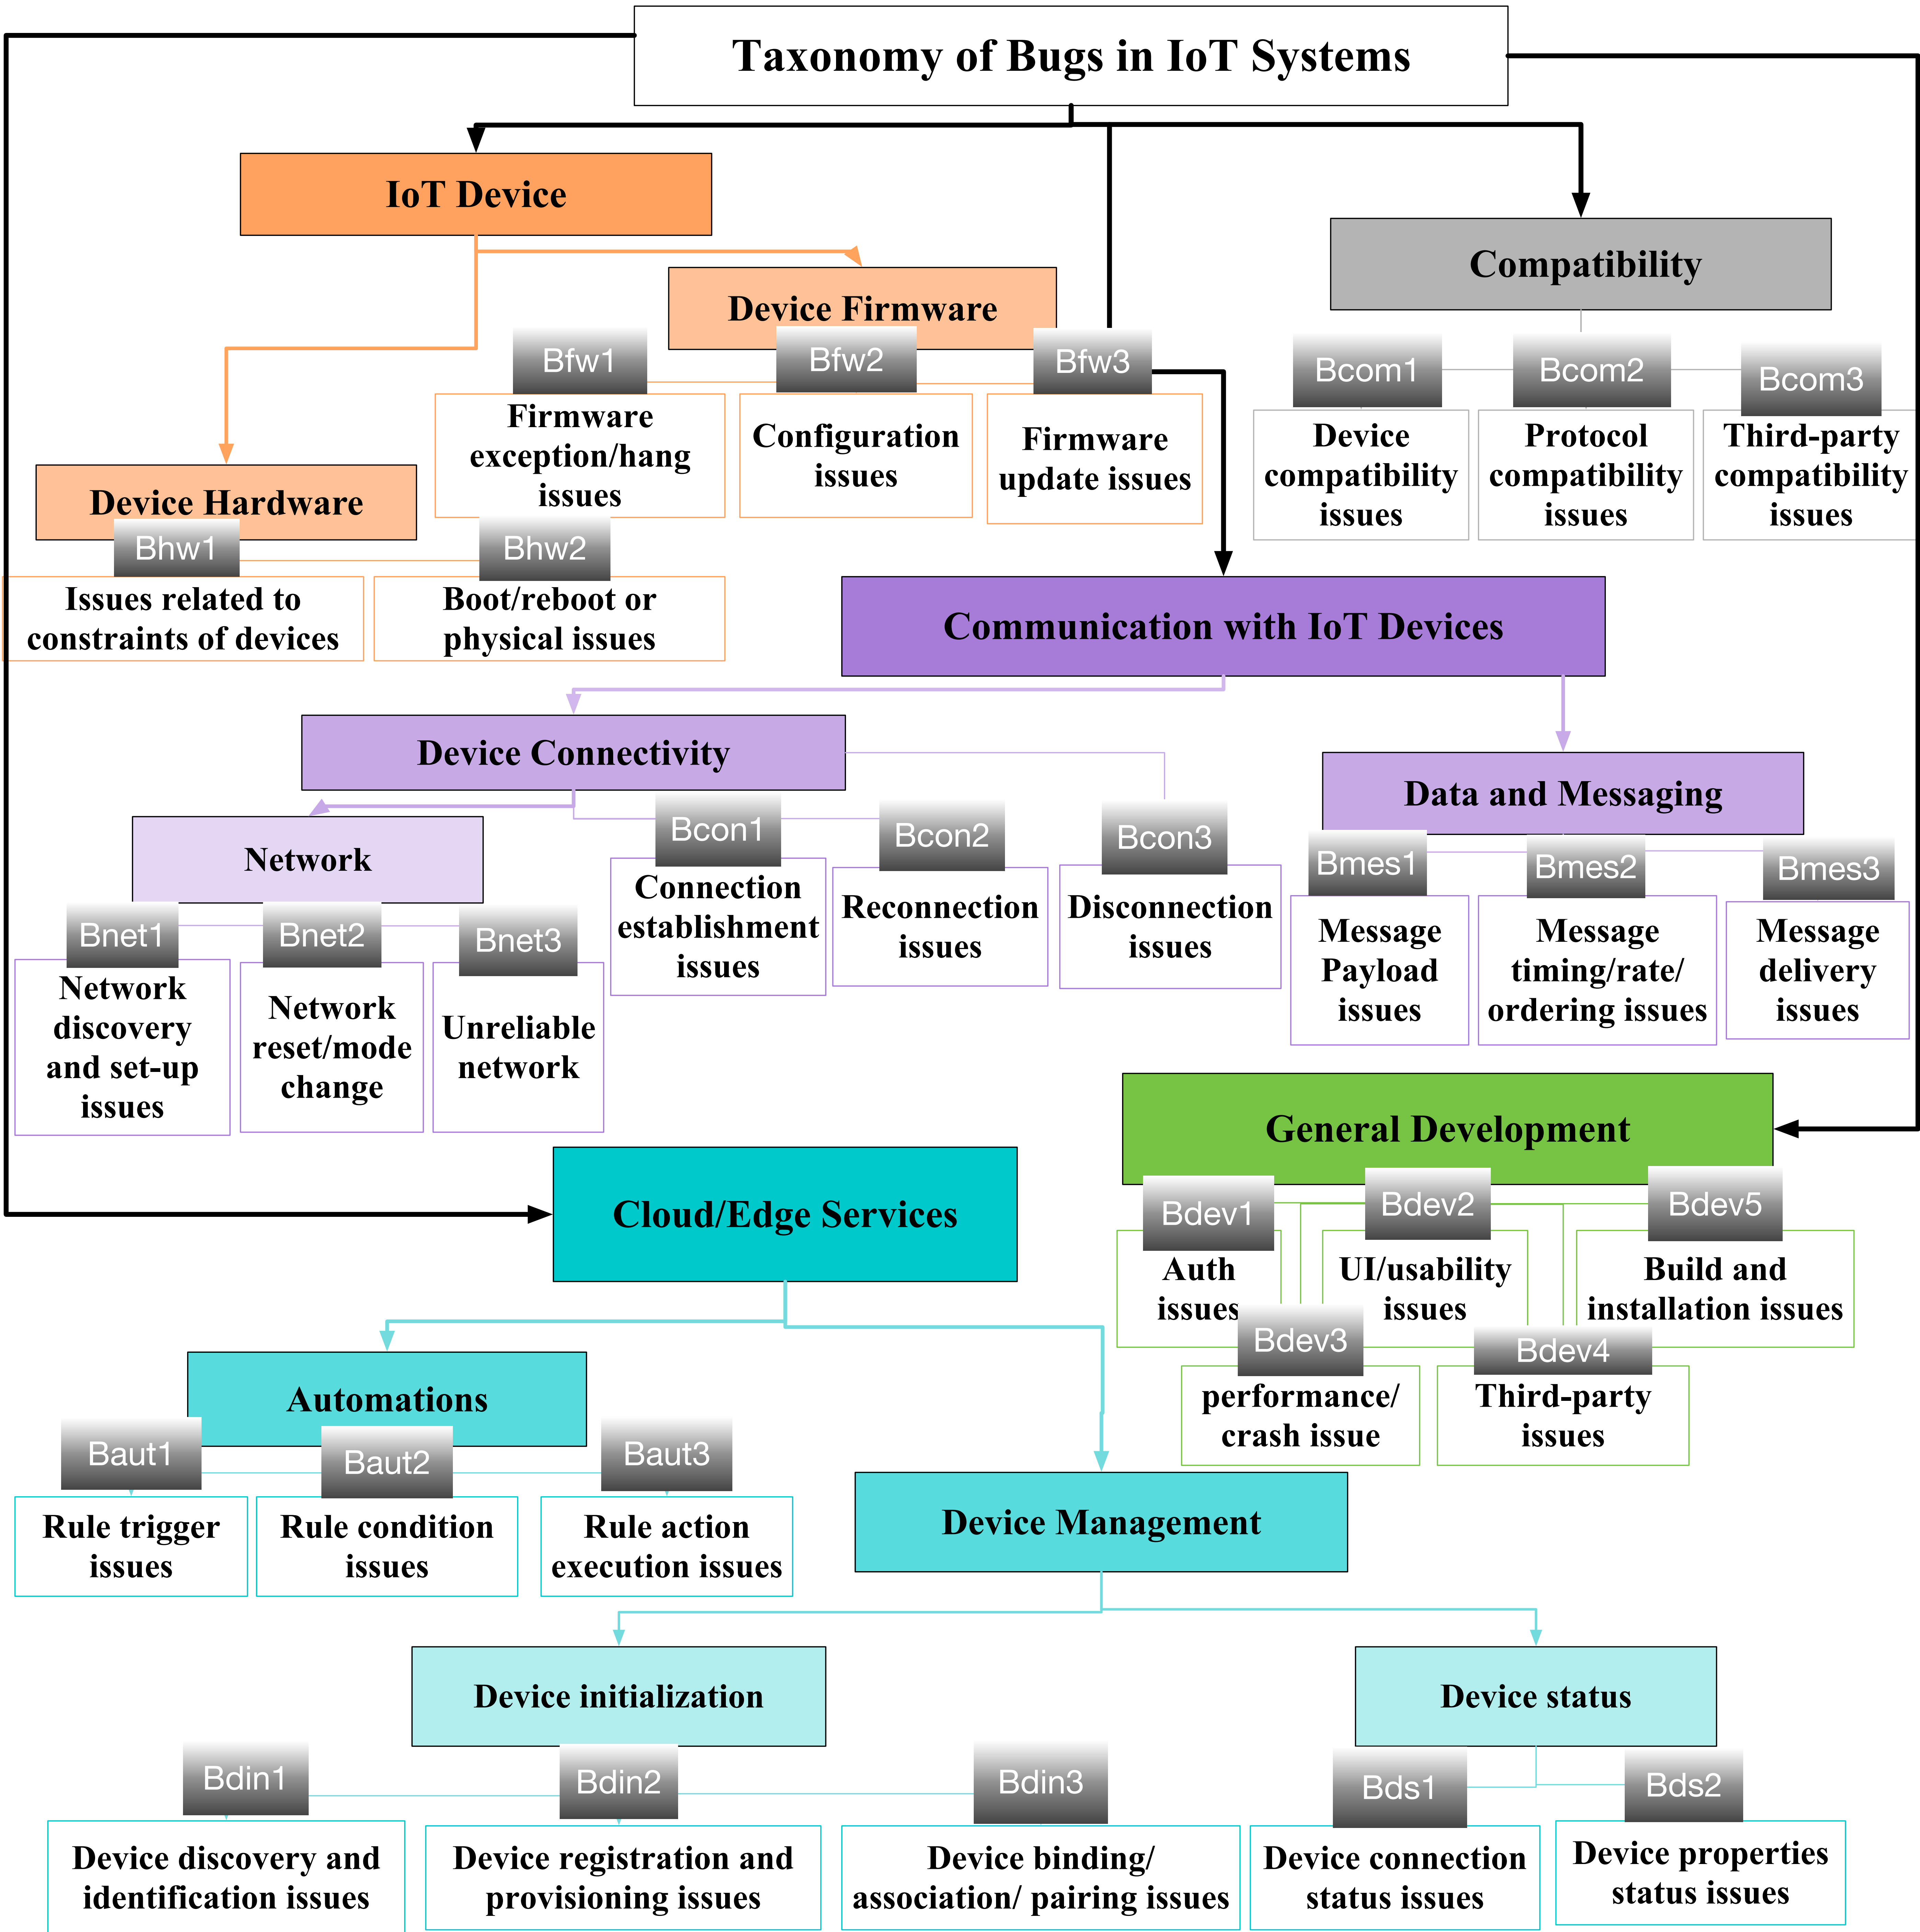 Taxonomy of Bugs in IoT Systems
IoT Device
Compatibility
Device Firmware
Bfw1
Bfw2
Bfw3
Firmware
exception/hang
issues
Configuration
issues
Firmware
update issues
Bcom1
Bcom2
Bcom3
Device
compatibility
issues
Protocol
compatibility
issues
Third-party
compatibility
issues
Device Hardware
Bhw1
Bhw2
Issues related to
constraints of devices
Boot/reboot or
physical issues
Communication with IoT Devices
Device Connectivity
Data and Messaging
Network
Bcon1
Bcon2
Bcon3
Connection
establishment
issues
Reconnection
issues
Disconnection
issues
Bmes1
Bmes2
Bmes3
Message
Payload
issues
Message
timing/rate/
ordering issues
Message
delivery
issues
Bnet1
Bnet2
Bnet3
Network
discovery
and set-up
issues
Network
reset/mode
change
Unreliable
network
General Development
Cloud/Edge Services
Bdev1
Bdev2
Bdev5
Auth
issues
UI/usability
issues
Build and
installation issues
Bdev3
Bdev4
performance/
crash issue
Third-party
issues
Automations
Baut1
Baut2
Baut3
Rule trigger
issues
Rule condition
issues
Rule action
execution issues
Device Management
Device initialization
Device status
Bdin1
Bdin2
Bdin3
Bds1
Bds2
Device discovery and
identification issues
Device registration and
provisioning issues
Device binding/
association/ pairing issues
Device connection
status issues
Device properties
status issues